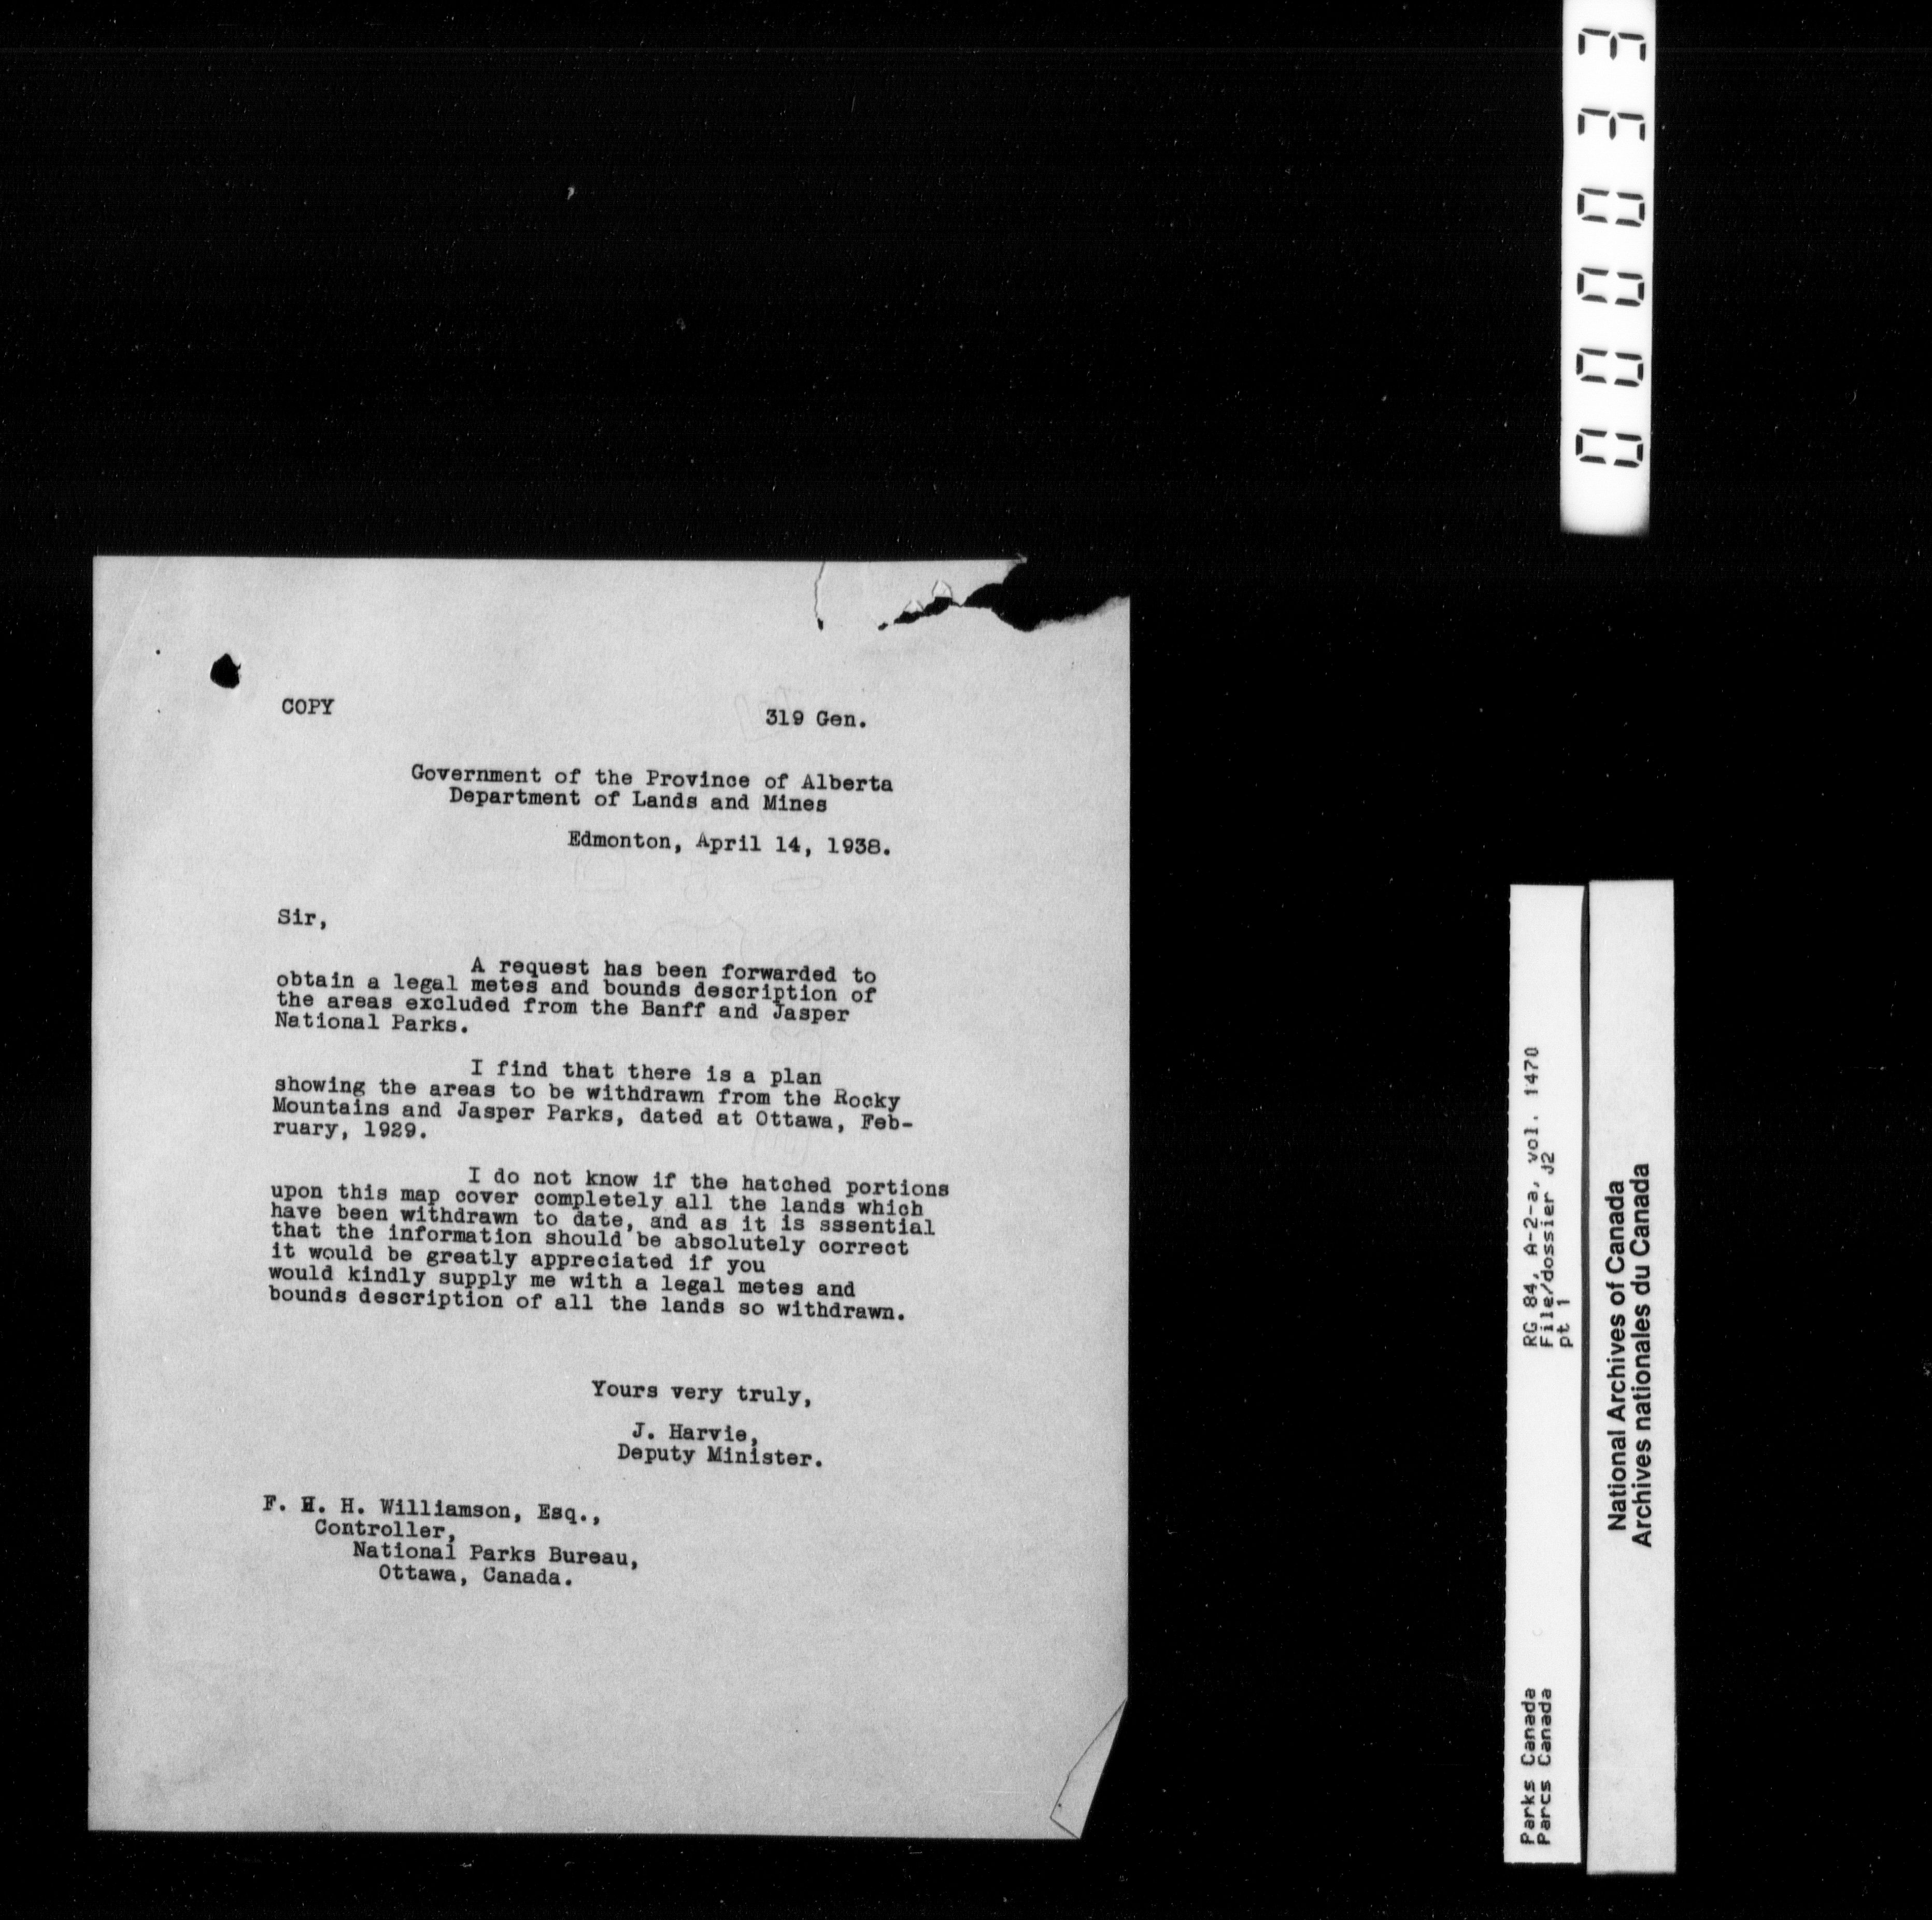 COPY
319 Gen.
Government of the Province of Alberta
Department of Lands and Mines
Edmonton, April 14, 1938.
Sir,
A request has been forwarded to
obtain a legal metes and bounds description of
the areas excluded from the Banff and Jasper
National Parks.
I find that there is a plan
showing the areas to be withdrawn from the Rocky
Mountains and Jasper Parks, dated at Ottawa, Feb-
ruary, 1929.
I do not know if the hatched portions
upon this map cover completely all the lands which
have been withdrawn to date, and as it is sssential
that the information should be absolutely correct
it would be greatly appreciated if you
would kindly supply me with a legal metes and
bounds description of all the lands so withdrawn.
Yours very truly,
J. Harvie,
Deputy Minister.
F. H. H. Williamson, Esq.,
Controller,
National Parks Bureau,
Ottawa, Canada.
000033
Parks Canada
Parcs Canada
RG 84, A-2-a, vol. 1470
File/dossier J2
pt 1
National Archives of Canada
Archives nationales du Canada